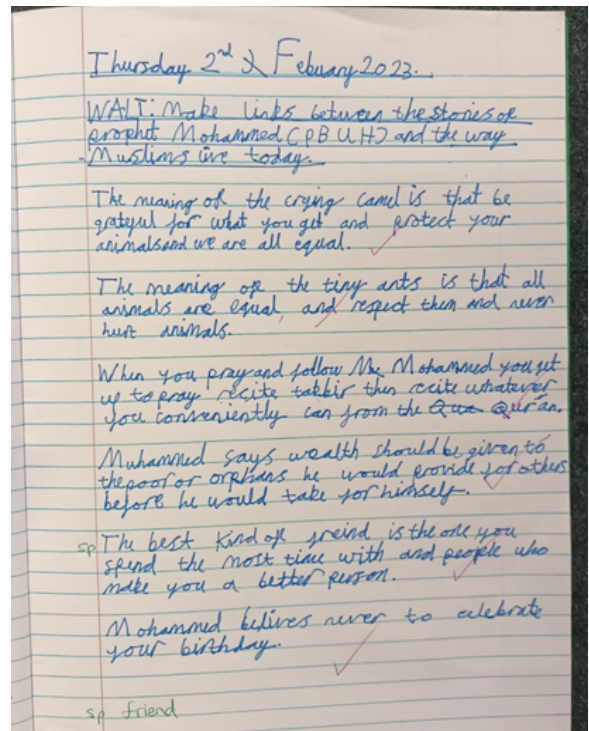 Thursday 2nd Febuary 2023.
WALT: Make links between the stories of
prophet Mohammed (PBUH) and the way
Muslims live today.
The meaning of the crying camel is that be
grateful for what you get and protect your
animals and we are all equal.
The meaning of the tiny ants is that all
animals are equal, and respect them and never
hurt animals.
When you pray and follow Mohammed you get
up to pray recite takbir then recite whatever
you conveniently can from the Qur'an.
Muhammed says wealth should be given to
the poor or orphans he would provide for others
before he would take for himself.
sp The best kind of freind is the one you
spend the most time with and people who
make you a better person.
Mohammed belives never to celebrate
your birthday.
sp friend